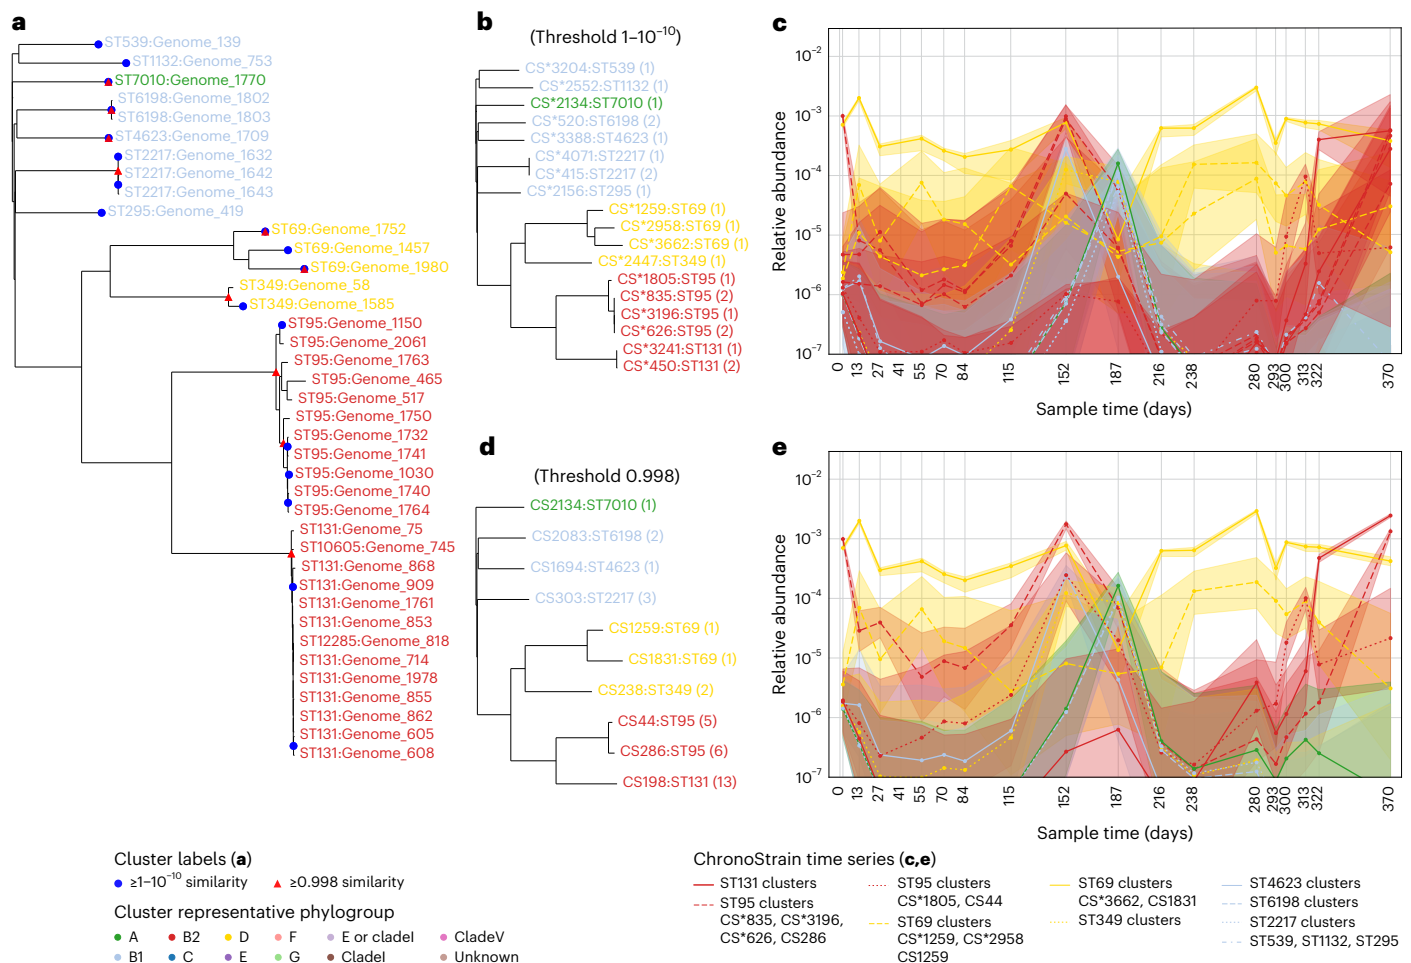 a
ST539:Genome_139
ST1132:Genome_753
ST7010:Genome_1770
ST6198:Genome_1802
ST6198:Genome_1803
ST4623:Genome_1709
ST2217:Genome_1632
ST2217:Genome_1642
ST2217:Genome_1643
ST295:Genome_419
ST69:Genome_1752
ST69:Genome_1457
ST69:Genome_1980
ST349:Genome_58
ST349:Genome_1585
ST95:Genome_1150
ST95:Genome_2061
ST95:Genome_1763
ST95:Genome_465
ST95:Genome_517
ST95:Genome_1750
ST95:Genome_1732
ST95:Genome_1741
ST95:Genome_1030
ST95:Genome_1740
ST95:Genome_1764
ST131:Genome_75
ST10605:Genome_745
ST131:Genome_868
ST131:Genome_909
ST131:Genome_1761
ST131:Genome_853
ST12285:Genome_818
ST131:Genome_714
ST131:Genome_1978
ST131:Genome_855
ST131:Genome_862
ST131:Genome_605
ST131:Genome_608
b
(Threshold 1–10⁻¹⁰)
CS*3204:ST539 (1)
CS*2552:ST1132 (1)
CS*2134:ST7010 (1)
CS*520:ST6198 (2)
CS*3388:ST4623 (1)
CS*4071:ST2217 (1)
CS*415:ST2217 (2)
CS*2156:ST295 (1)
CS*1259:ST69 (1)
CS*2958:ST69 (1)
CS*3662:ST69 (1)
CS*2447:ST349 (1)
CS*1805:ST95 (1)
CS*835:ST95 (2)
CS*3196:ST95 (1)
CS*626:ST95 (2)
CS*3241:ST131 (1)
CS*450:ST131 (2)
c
Relative abundance
10⁻²
10⁻³
10⁻⁴
10⁻⁵
10⁻⁶
10⁻⁷
0 13 27 41 55 70 84 115 152 187 216 238 280 293 300 313 322 370
Sample time (days)
d
(Threshold 0.998)
CS2134:ST7010 (1)
CS2083:ST6198 (2)
CS1694:ST4623 (1)
CS303:ST2217 (3)
CS1259:ST69 (1)
CS1831:ST69 (1)
CS238:ST349 (2)
CS44:ST95 (5)
CS286:ST95 (6)
CS198:ST131 (13)
e
Relative abundance
10⁻²
10⁻³
10⁻⁴
10⁻⁵
10⁻⁶
10⁻⁷
0 13 27 41 55 70 84 115 152 187 216 238 280 293 300 313 322 370
Sample time (days)
Cluster labels (a)
≥1–10⁻¹⁰ similarity ≥0.998 similarity
Cluster representative phylogroup
A B2 D F E or cladeI CladeV
B1 C E G CladeI Unknown
ChronoStrain time series (c,e)
ST131 clusters
ST95 clusters
CS*835, CS*3196,
CS*626, CS286
ST95 clusters
CS*1805, CS44
ST69 clusters
CS*1259, CS*2958
CS1259
ST69 clusters
CS*3662, CS1831
ST349 clusters
ST4623 clusters
ST6198 clusters
ST2217 clusters
ST539, ST1132, ST295